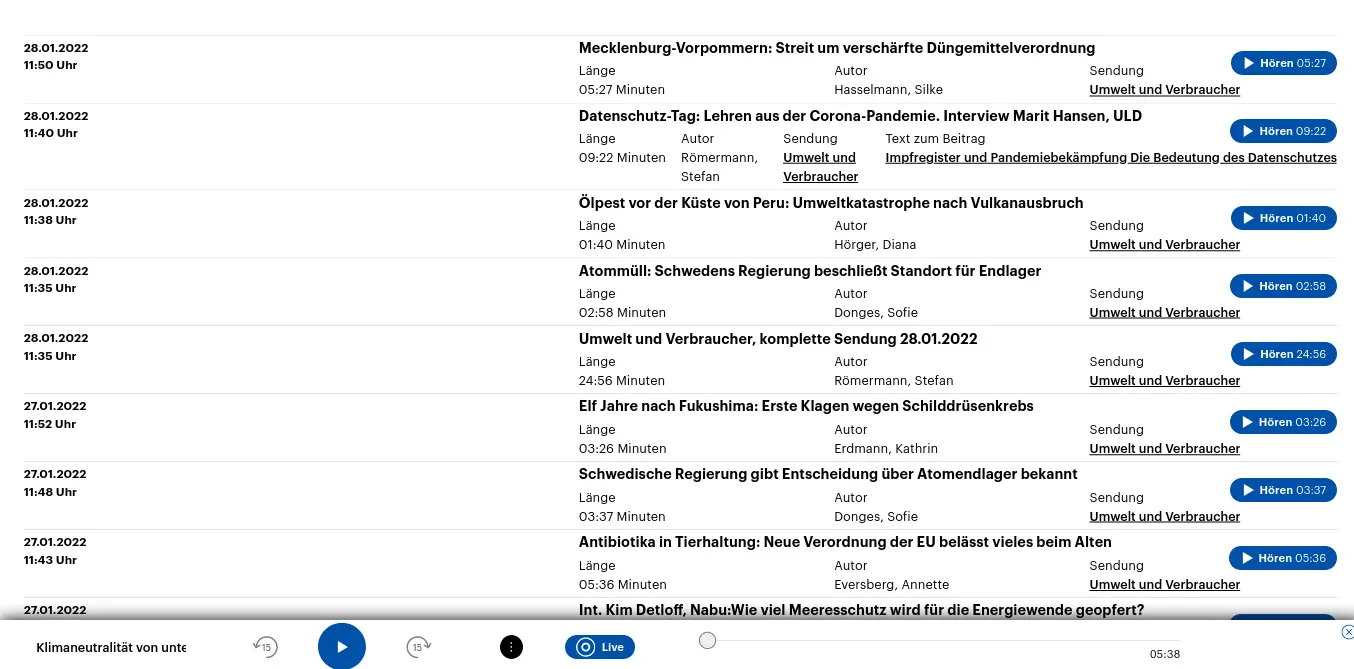 28.01.2022
11:50 Uhr
Mecklenburg-Vorpommern: Streit um verschärfte Düngemittelverordnung
Länge Autor Sendung
05:27 Minuten Hasselmann, Silke Umwelt und Verbraucher
Hören 05:27
28.01.2022
11:40 Uhr
Datenschutz-Tag: Lehren aus der Corona-Pandemie. Interview Marit Hansen, ULD
Länge Autor Sendung Text zum Beitrag
09:22 Minuten Römermann, Umwelt und Impfregister und Pandemiebekämpfung Die Bedeutung des Datenschutzes
Stefan Verbraucher
Hören 09:22
28.01.2022
11:38 Uhr
Ölpest vor der Küste von Peru: Umweltkatastrophe nach Vulkanausbruch
Länge Autor Sendung
01:40 Minuten Hörger, Diana Umwelt und Verbraucher
Hören 01:40
28.01.2022
11:35 Uhr
Atommüll: Schwedens Regierung beschließt Standort für Endlager
Länge Autor Sendung
02:58 Minuten Donges, Sofie Umwelt und Verbraucher
Hören 02:58
28.01.2022
11:35 Uhr
Umwelt und Verbraucher, komplette Sendung 28.01.2022
Länge Autor Sendung
24:56 Minuten Römermann, Stefan Umwelt und Verbraucher
Hören 24:56
27.01.2022
11:52 Uhr
Elf Jahre nach Fukushima: Erste Klagen wegen Schilddrüsenkrebs
Länge Autor Sendung
03:26 Minuten Erdmann, Kathrin Umwelt und Verbraucher
Hören 03:26
27.01.2022
11:48 Uhr
Schwedische Regierung gibt Entscheidung über Atomendlager bekannt
Länge Autor Sendung
03:37 Minuten Donges, Sofie Umwelt und Verbraucher
Hören 03:37
27.01.2022
11:43 Uhr
Antibiotika in Tierhaltung: Neue Verordnung der EU belässt vieles beim Alten
Länge Autor Sendung
05:36 Minuten Eversberg, Annette Umwelt und Verbraucher
Hören 05:36
27.01.2022
Int. Kim Detloff, Nabu:Wie viel Meeresschutz wird für die Energiewende geopfert?
Klimaneutralität von unte
15
15
Live
05:38